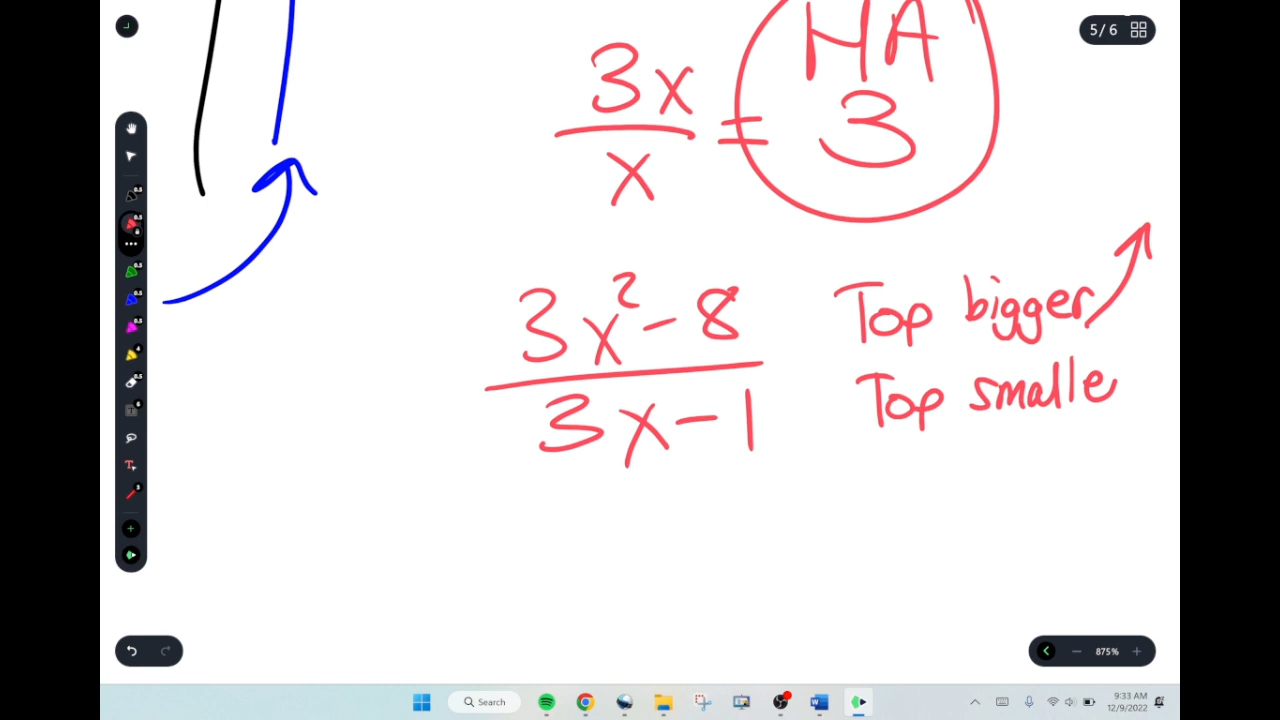 5/6
HA
3x
x
= 3
3x² - 8
3x - 1
Top bigger
Top smalle
875%
Search
9:33 AM
12/9/2022